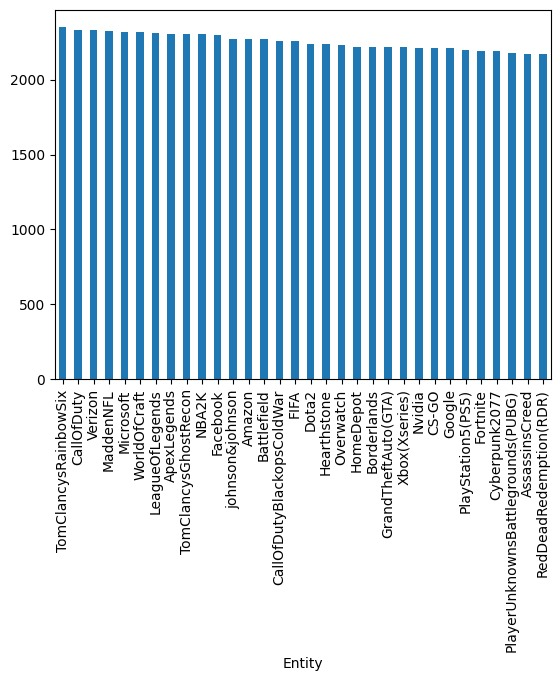 2000
1500
1000
500
0
TomClancysRainbowSix
CallOfDuty
Verizon
MaddenNFL
Microsoft
WorldOfCraft
LeagueOfLegends
ApexLegends
TomClancysGhostRecon
NBA2K
Facebook
johnson&johnson
Amazon
Battlefield
CallOfDutyBlackopsColdWar
FIFA
Dota2
Hearthstone
Overwatch
HomeDepot
Borderlands
GrandTheftAuto(GTA)
Xbox(Xseries)
Nvidia
CS-GO
Google
PlayStation5(PS5)
Fortnite
Cyberpunk2077
PlayerUnknownsBattlegrounds(PUBG)
AssassinsCreed
RedDeadRedemption(RDR)
Entity